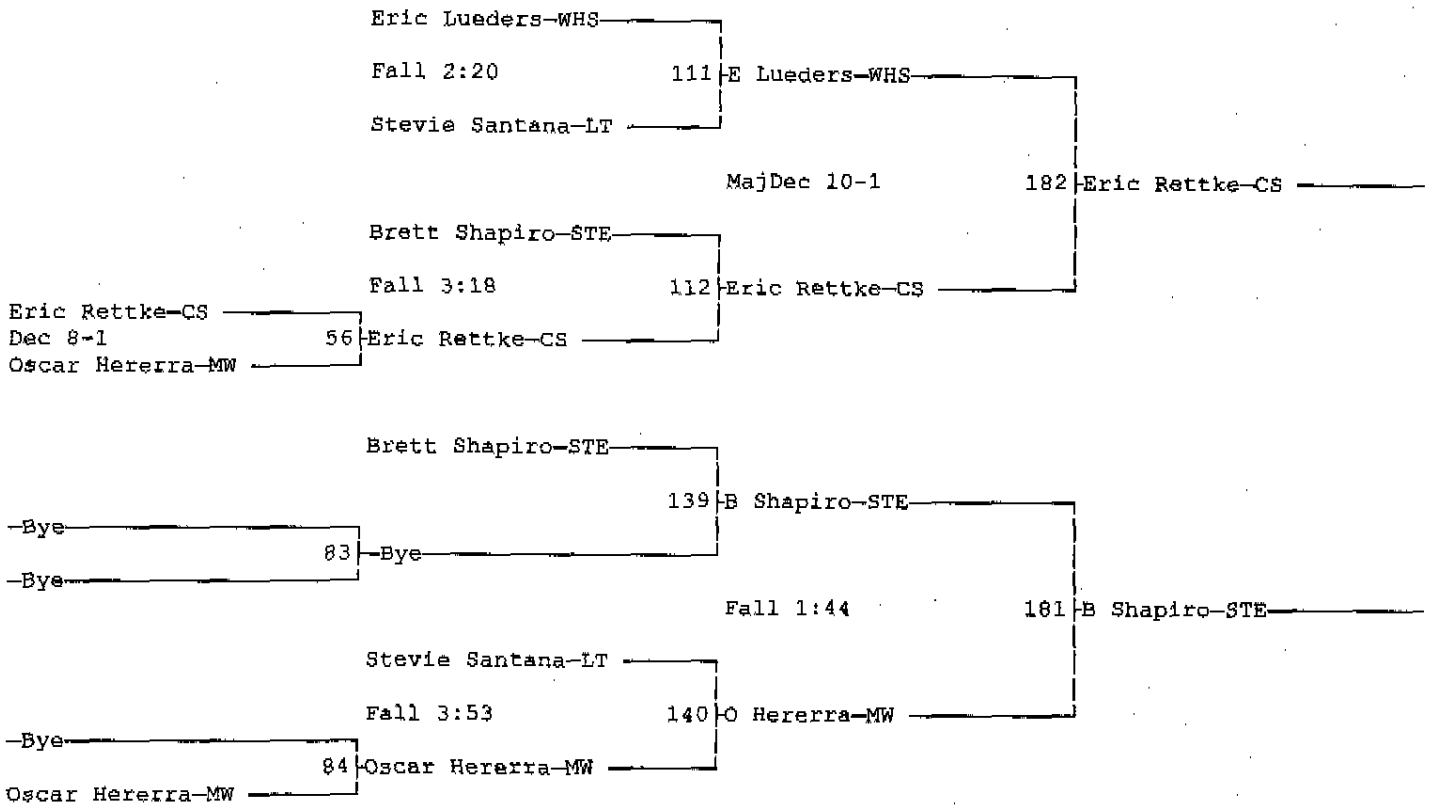 Eric Lueders-WHS
Fall 2:20 111 E Lueders-WHS
Stevie Santana-LT
MajDec 10-1 182 Eric Rettke-CS
Brett Shapiro-STE
Fall 3:18 112 Eric Rettke-CS
Eric Rettke-CS
Dec 8-1 56 Eric Rettke-CS
Oscar Hererra-MW
Brett Shapiro-STE
139 B Shapiro-STE
-Bye
83 -Bye
-Bye
Fall 1:44 181 B Shapiro-STE
Stevie Santana-LT
Fall 3:53 140 O Hererra-MW
-Bye
84 Oscar Hererra-MW
Oscar Hererra-MW